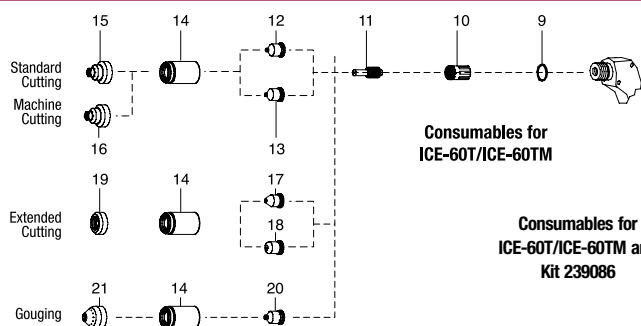 15 14 12 11 10 9
Standard
Cutting
Machine
Cutting
16 13
Consumables for
ICE-60T/ICE-60TM
19 14 17
Extended
Cutting
18
Consumables for
ICE-60T/ICE-60TM
Kit 239086
21 14 20
Gouging